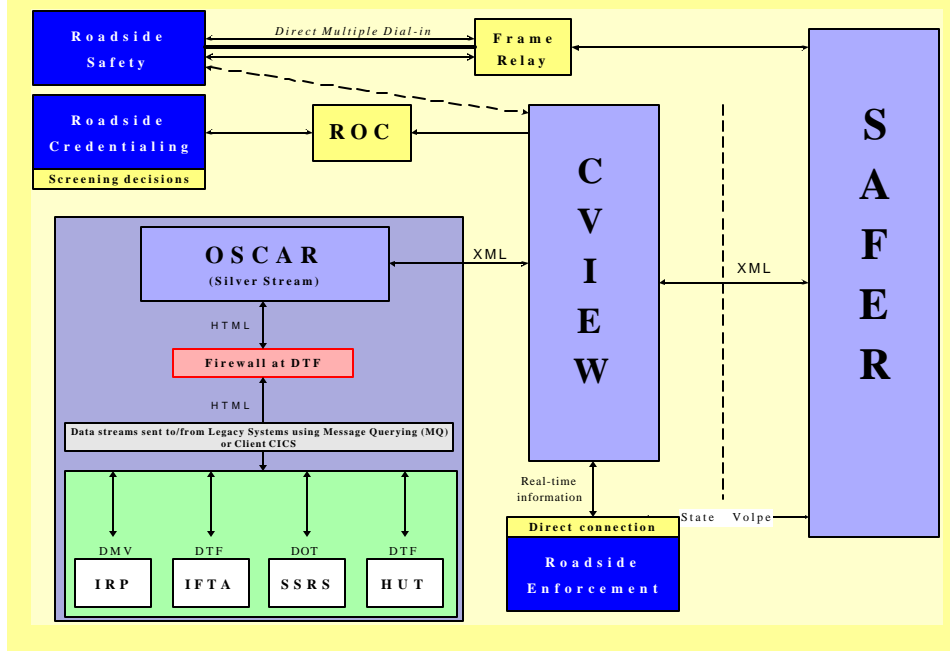 Roadside
Safety
Direct Multiple Dial-in
Frame
Relay
Roadside
Credentialing
Screening decisions
ROC
CVIEW
SAFER
OSCAR
(Silver Stream)
XML
XML
HTML
Firewall at DTF
HTML
Data streams sent to/from Legacy Systems using Message Querying (MQ)
or Client CICS
DMV
DTF
DOT
DTF
IRP
IFTA
SSRS
HUT
Real-time
information
Direct connection
Roadside
Enforcement
State Volpe